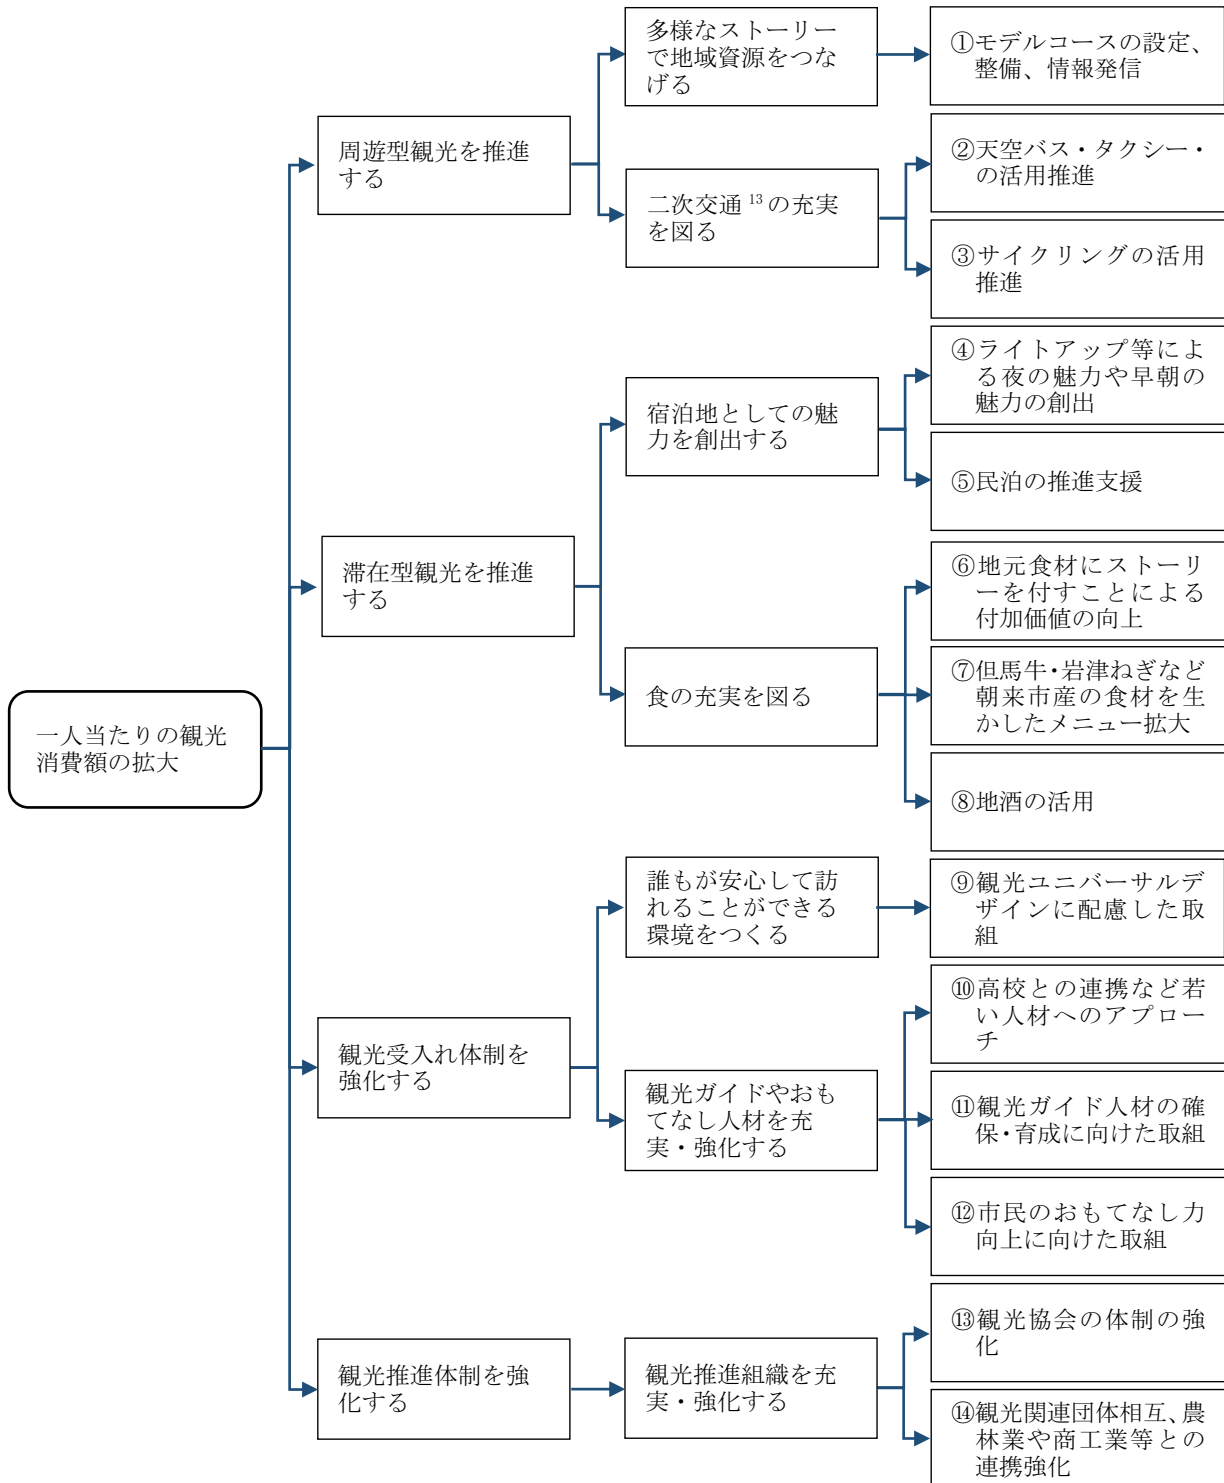 一人当たりの観光
消費額の拡大
周遊型観光を推進
する
多様なストーリー
で地域資源をつな
げる
①モデルコースの設定、
整備、情報発信
二次交通13の充実
を図る
②天空バス・タクシー・
の活用推進
③サイクリングの活用
推進
滞在型観光を推進
する
宿泊地としての魅
力を創出する
④ライトアップ等によ
る夜の魅力や早朝の
魅力の創出
⑤民泊の推進支援
食の充実を図る
⑥地元食材にストーリ
ーを付すことによる
付加価値の向上
⑦但馬牛・岩津ねぎなど
朝来市産の食材を生
かしたメニュー拡大
⑧地酒の活用
観光受入れ体制を
強化する
誰もが安心して訪
れることができる
環境をつくる
⑨観光ユニバーサルデ
ザインに配慮した取
組
観光ガイドやおも
てなし人材を充
実・強化する
⑩高校との連携など若
い人材へのアプロー
チ
⑪観光ガイド人材の確
保・育成に向けた取組
⑫市民のおもてなし力
向上に向けた取組
観光推進体制を強
化する
観光推進組織を充
実・強化する
⑬観光協会の体制の強
化
⑭観光関連団体相互、農
林業や商工業等との
連携強化